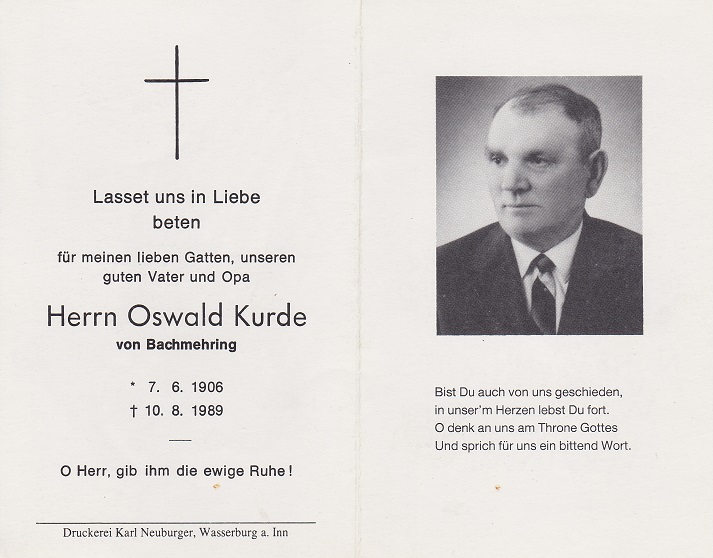 Lasset uns in Liebe
beten
für meinen lieben Gatten, unseren
guten Vater und Opa
Herrn Oswald Kurde
von Bachmehring
* 7. 6. 1906
† 10. 8. 1989
O Herr, gib ihm die ewige Ruhe!
Druckerei Karl Neuburger, Wasserburg a. Inn
Bist Du auch von uns geschieden,
in unser'm Herzen lebst Du fort.
O denk an uns am Throne Gottes
Und sprich für uns ein bittend Wort.